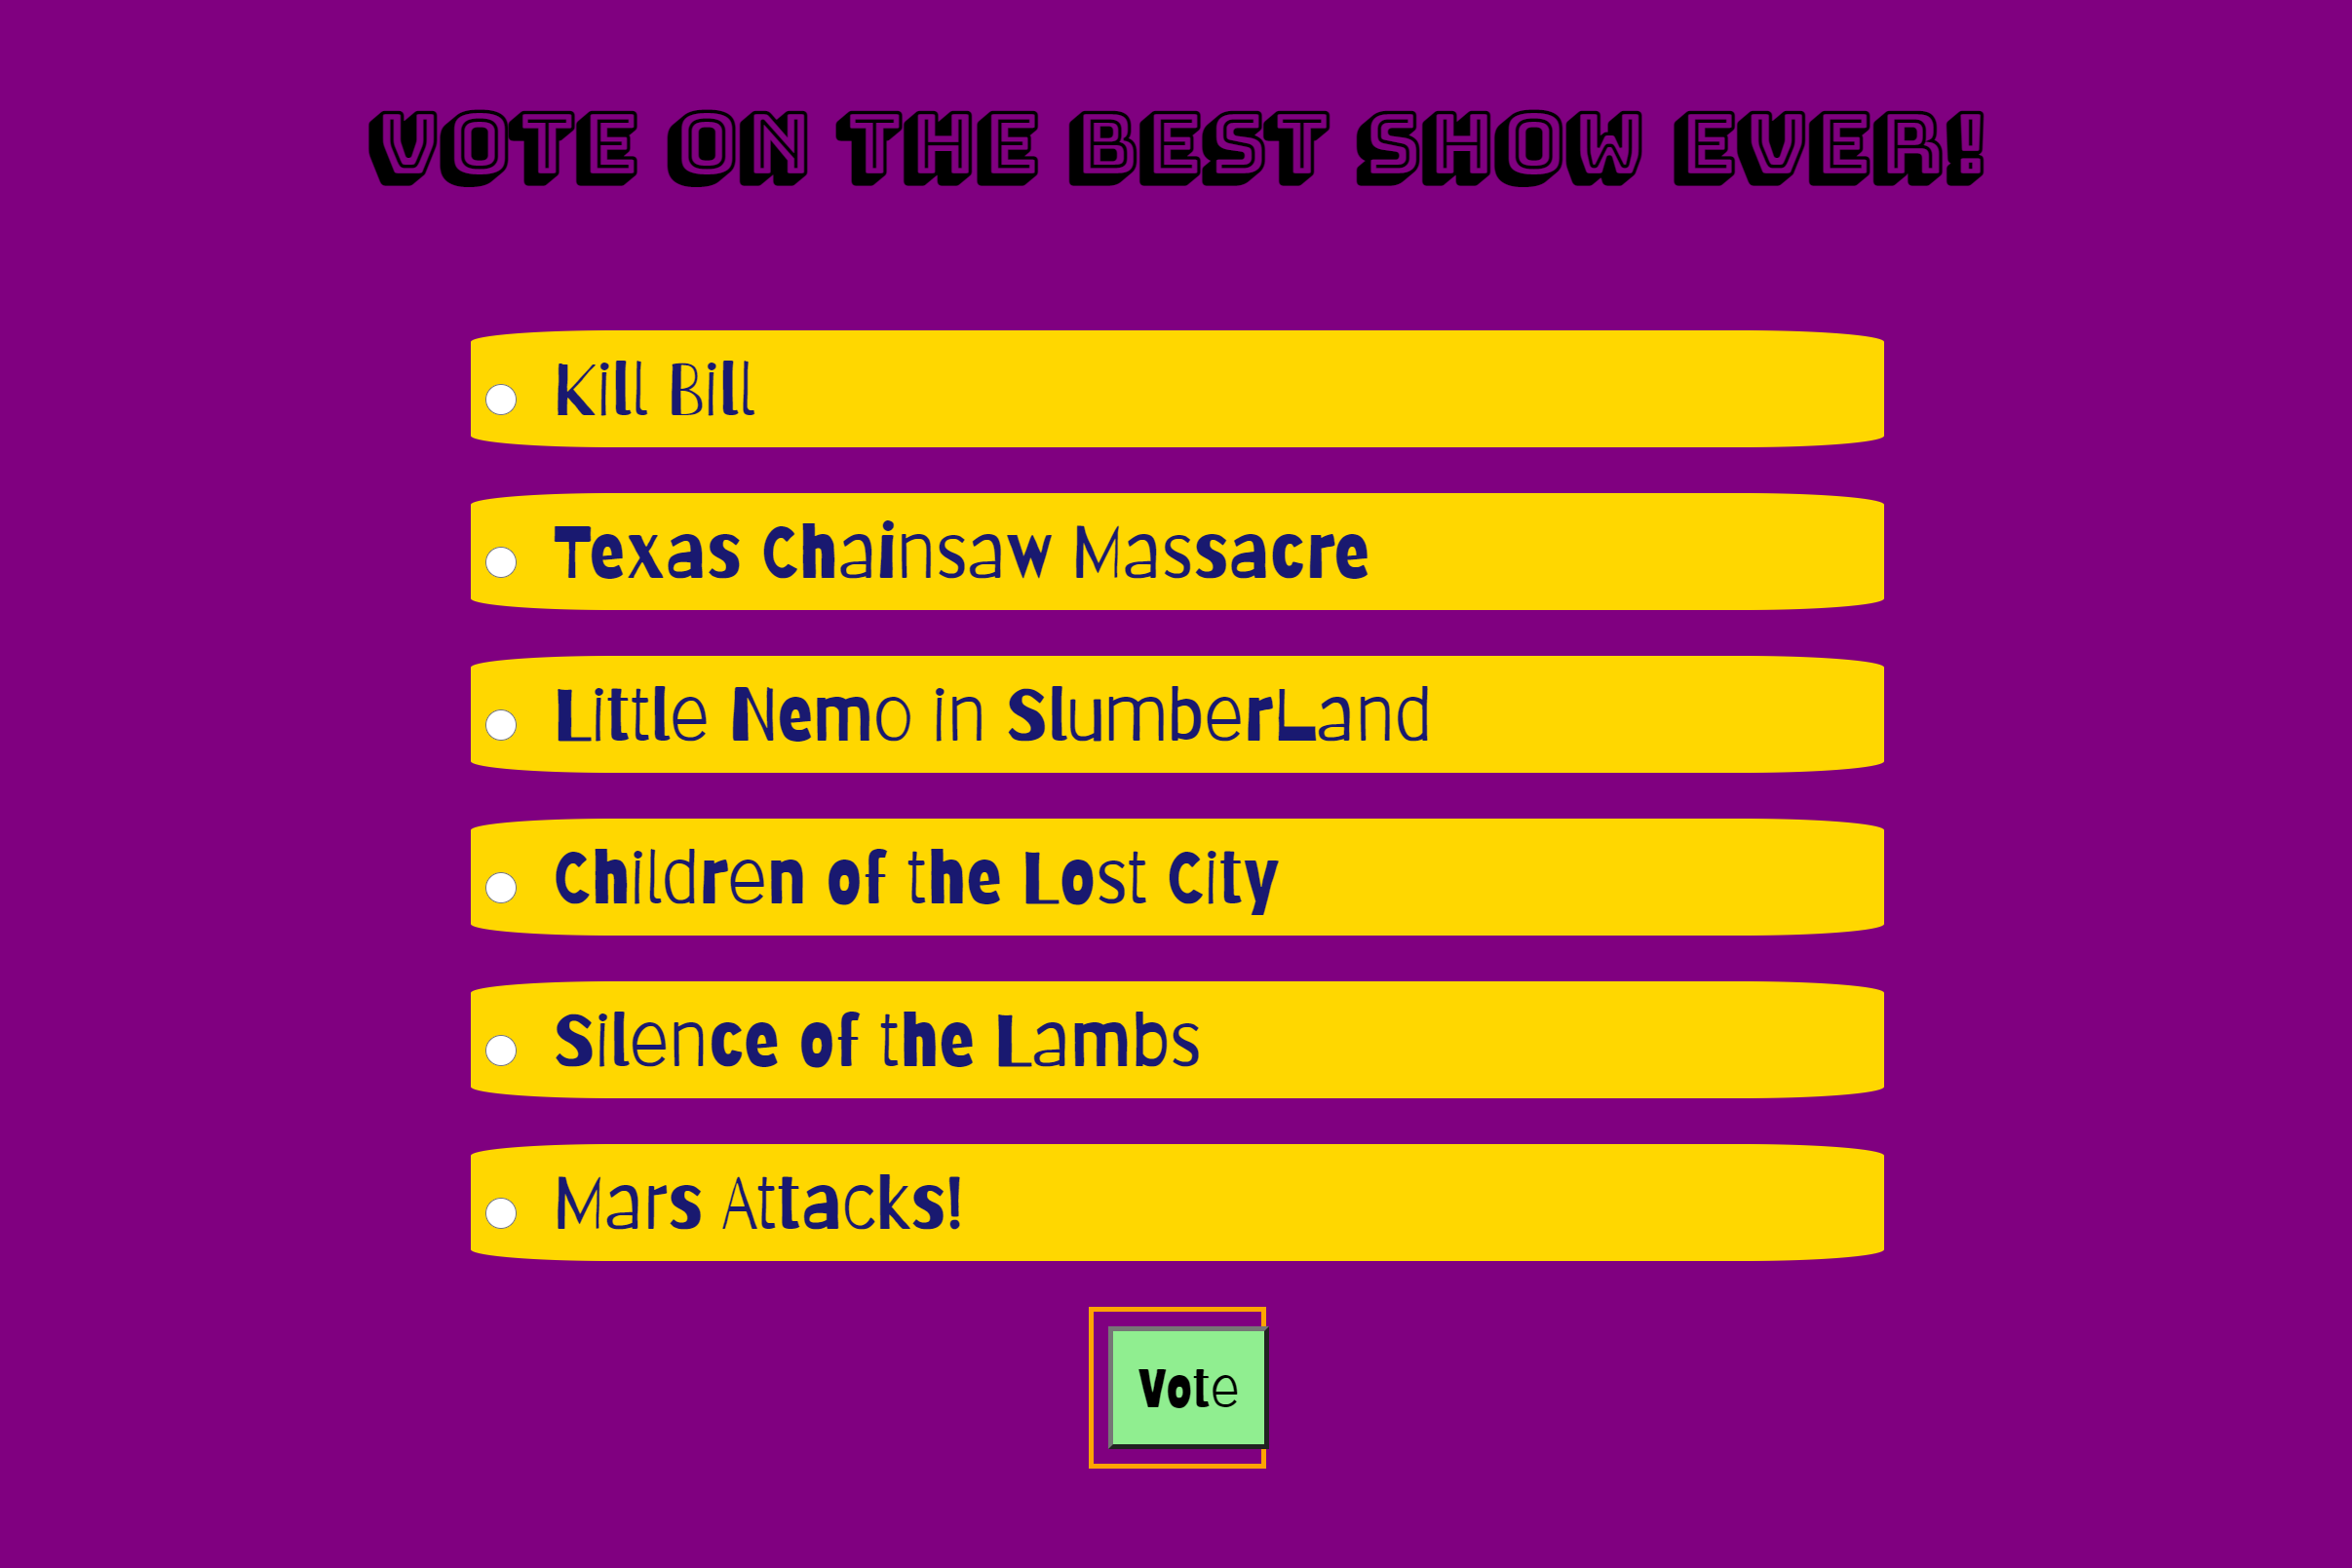 VOTE ON THE BEST SHOW EVER!
Kill Bill
Texas Chainsaw Massacre
Little Nemo in SlumberLand
Children of the Lost City
Silence of the Lambs
Mars Attacks!
Vote